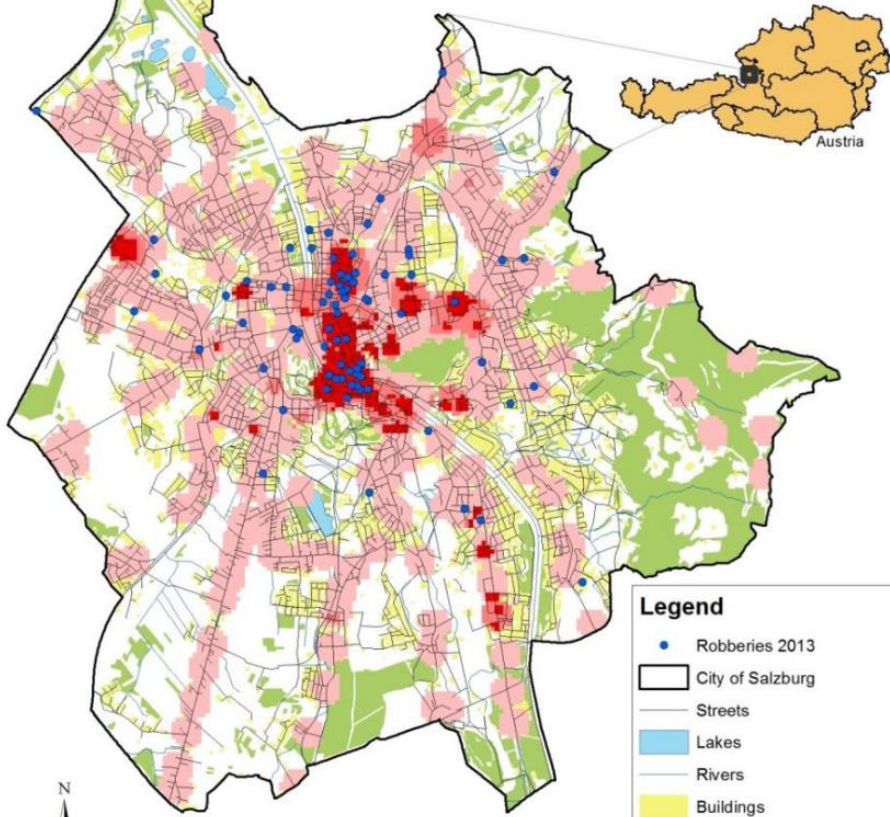 Austria
Legend
Robberies 2013
City of Salzburg
Streets
Lakes
Rivers
Buildings
N